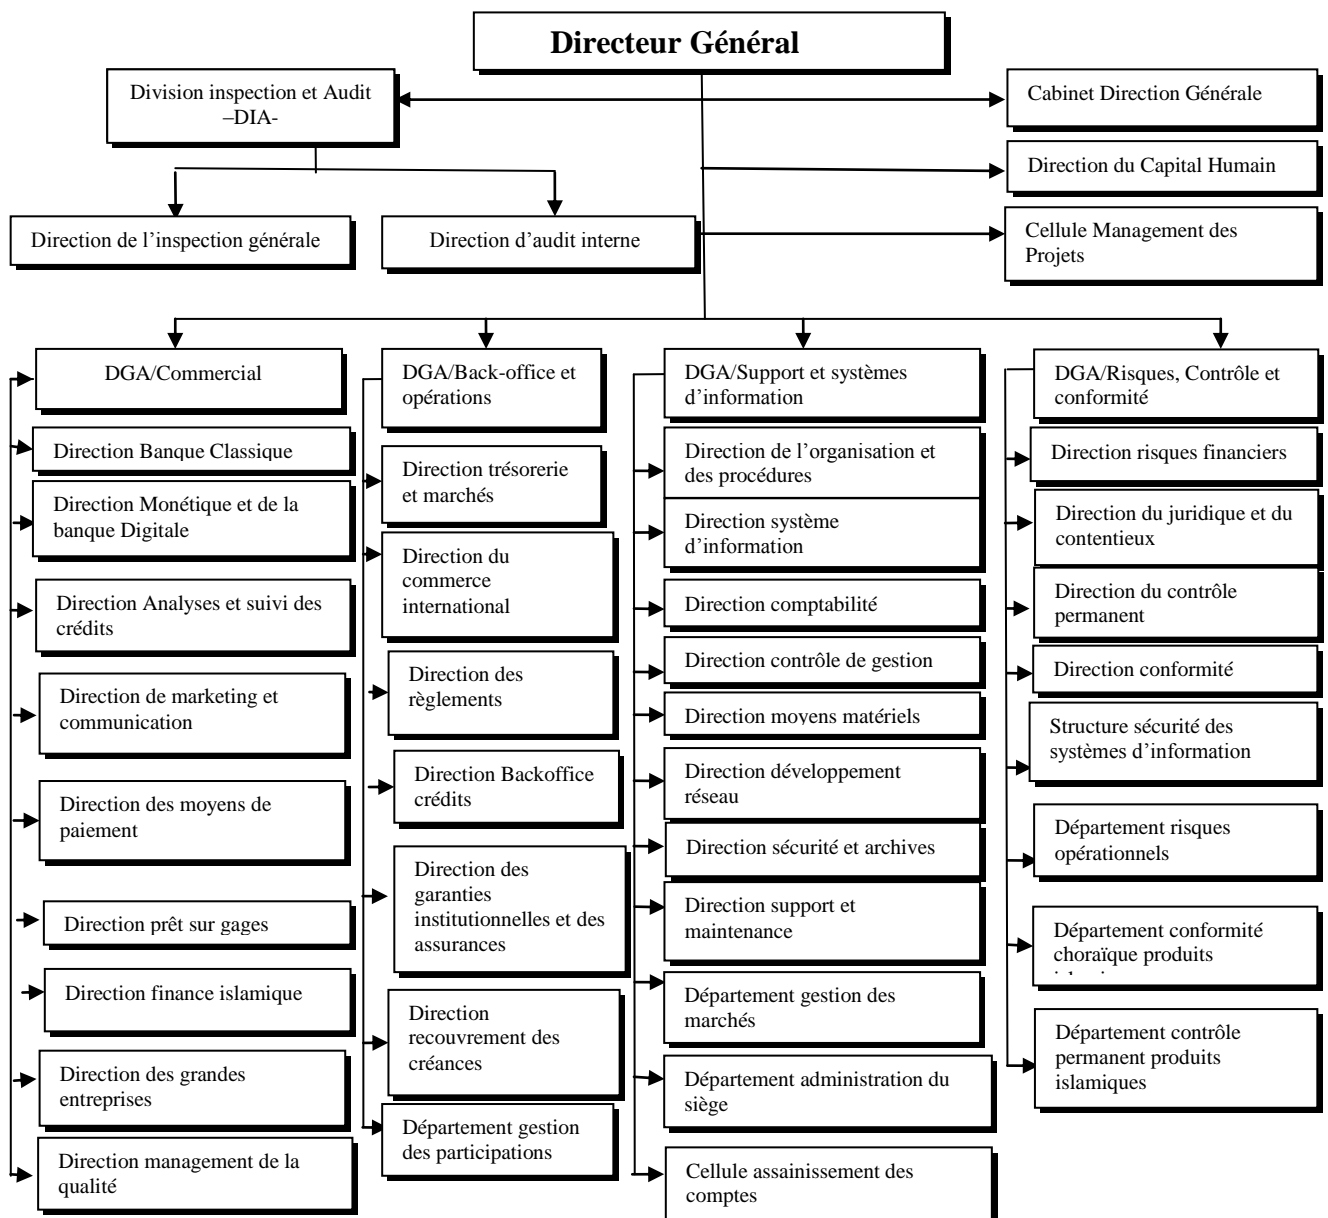 Directeur Général
Division inspection et Audit
–DIA-
Cabinet Direction Générale
Direction du Capital Humain
Direction de l’inspection générale
Direction d’audit interne
Cellule Management des
Projets
DGA/Commercial
Direction Banque Classique
Direction Monétique et de la
banque Digitale
Direction Analyses et suivi des
crédits
Direction de marketing et
communication
Direction des moyens de
paiement
Direction prêt sur gages
Direction finance islamique
Direction des grandes
entreprises
Direction management de la
qualité
DGA/Back-office et
opérations
Direction trésorerie
et marchés
Direction du
commerce
international
Direction des
règlements
Direction Backoffice
crédits
Direction des
garanties
institutionnelles et des
assurances
Direction
recouvrement des
créances
Département gestion
des participations
DGA/Support et systèmes
d’information
Direction de l’organisation et
des procédures
Direction système
d’information
Direction comptabilité
Direction contrôle de gestion
Direction moyens matériels
Direction développement
réseau
Direction sécurité et archives
Direction support et
maintenance
Département gestion des
marchés
Département administration du
siège
Cellule assainissement des
comptes
DGA/Risques, Contrôle et
conformité
Direction risques financiers
Direction du juridique et du
contentieux
Direction du contrôle
permanent
Direction conformité
Structure sécurité des
systèmes d’information
Département risques
opérationnels
Département conformité
choraïque produits
Département contrôle
permanent produits
islamiques